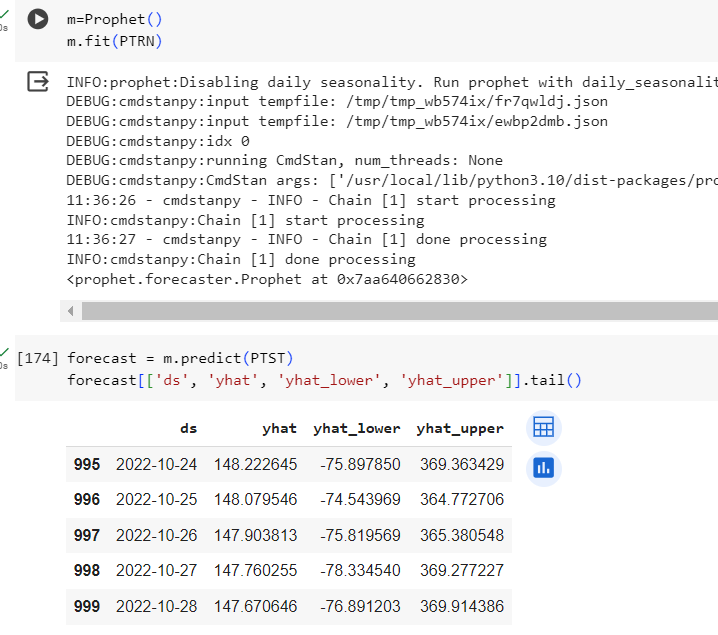 m=Prophet()
m.fit(PTRN)
INFO:prophet:Disabling daily seasonality. Run prophet with
DEBUG:cmdstanpy:input tempfile: /tmp/tmp_wb574ix/fr7qwldj.json
DEBUG:cmdstanpy:input tempfile: /tmp/tmp_wb574ix/ewbp2dmb.json
DEBUG:cmdstanpy:idx 0
DEBUG:cmdstanpy:running CmdStan, num_threads: None
DEBUG:cmdstanpy:CmdStan args: ['/usr/local/lib/python3.10/dist-packages/pro
11:36:26 - cmdstanpy - INFO - Chain [1] start processing
INFO:cmdstanpy:Chain [1] start processing
11:36:27 - cmdstanpy - INFO - Chain [1] done processing
INFO:cmdstanpy:Chain [1] done processing
<prophet.forecaster.Prophet at 0x7aa640662830>
[174] forecast = m.predict(PTST)
forecast[['ds', 'yhat', 'yhat_lower', 'yhat_upper']].tail()
ds yhat yhat_lower yhat_upper
995 2022-10-24 148.222645 -75.897850 369.363429
996 2022-10-25 148.079546 -74.543969 364.772706
997 2022-10-26 147.903813 -75.819569 365.380548
998 2022-10-27 147.760255 -78.334540 369.277227
999 2022-10-28 147.670646 -76.891203 369.914386